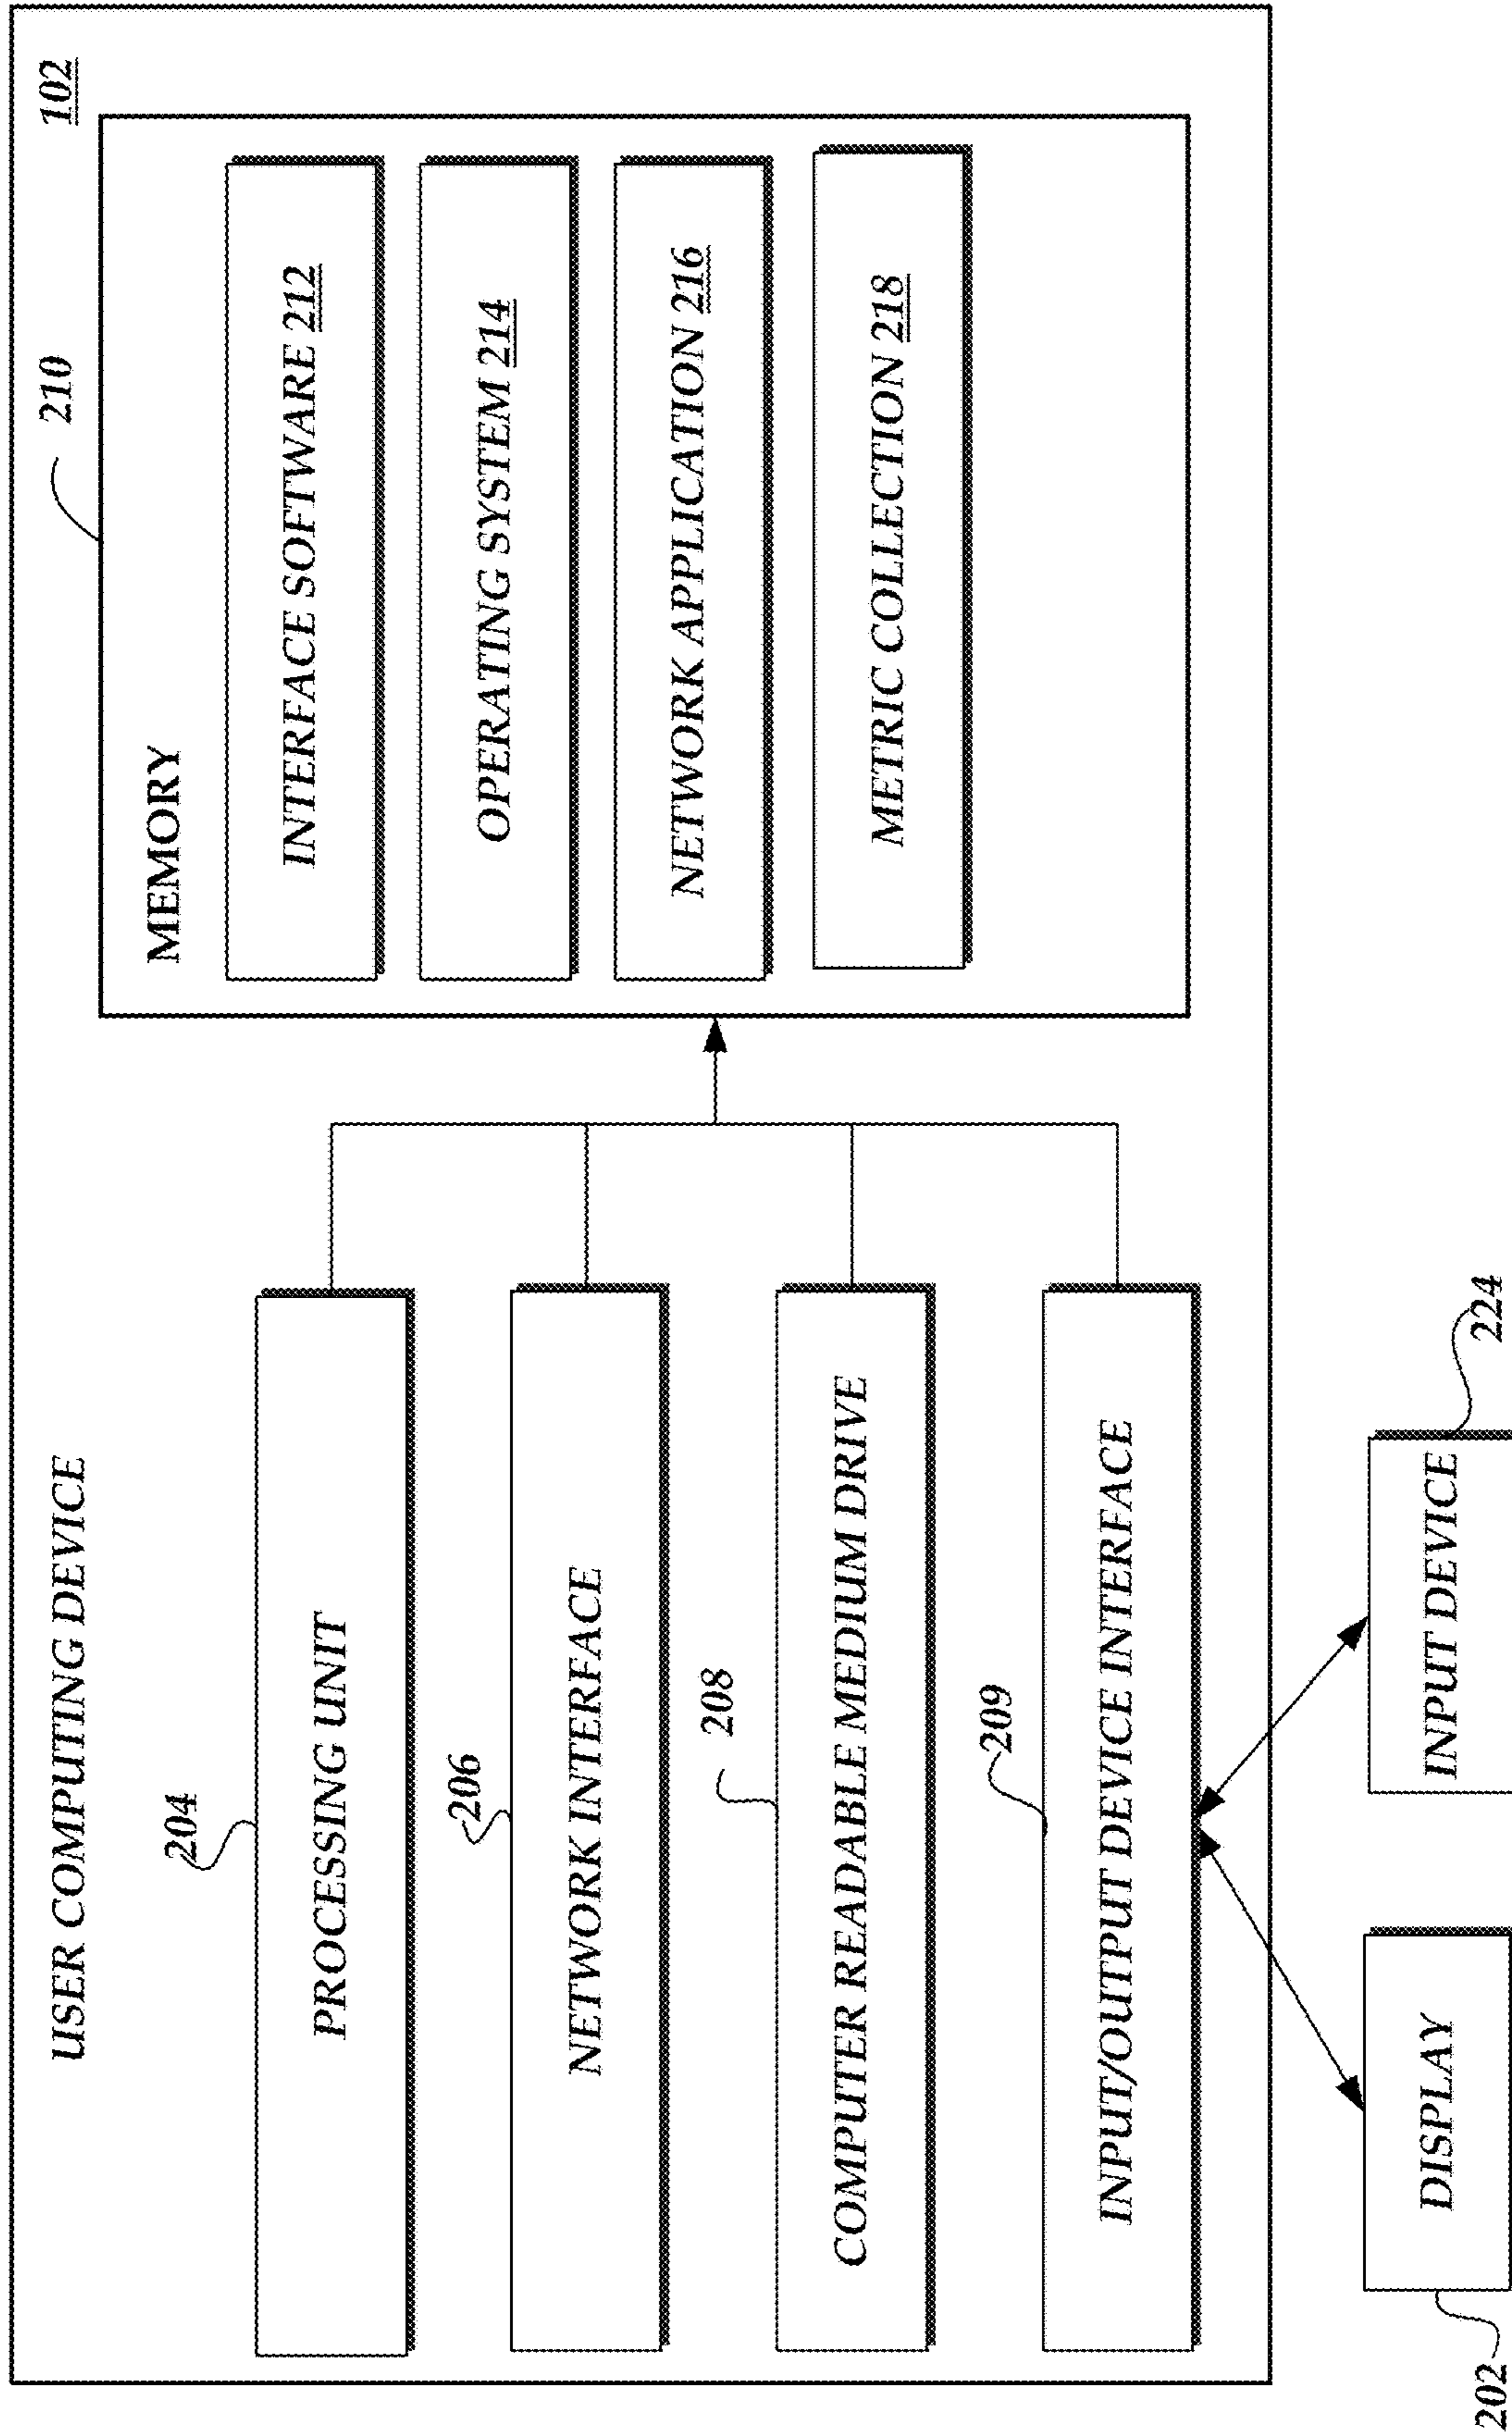 USER COMPUTING DEVICE
102
210
MEMORY
204
PROCESSING UNIT
INTERFACE SOFTWARE 212
206
NETWORK INTERFACE
OPERATING SYSTEM 214
208
COMPUTER READABLE MEDIUM DRIVE
NETWORK APPLICATION 216
209
INPUT/OUTPUT DEVICE INTERFACE
METRIC COLLECTION 218
202
DISPLAY
INPUT DEVICE
224